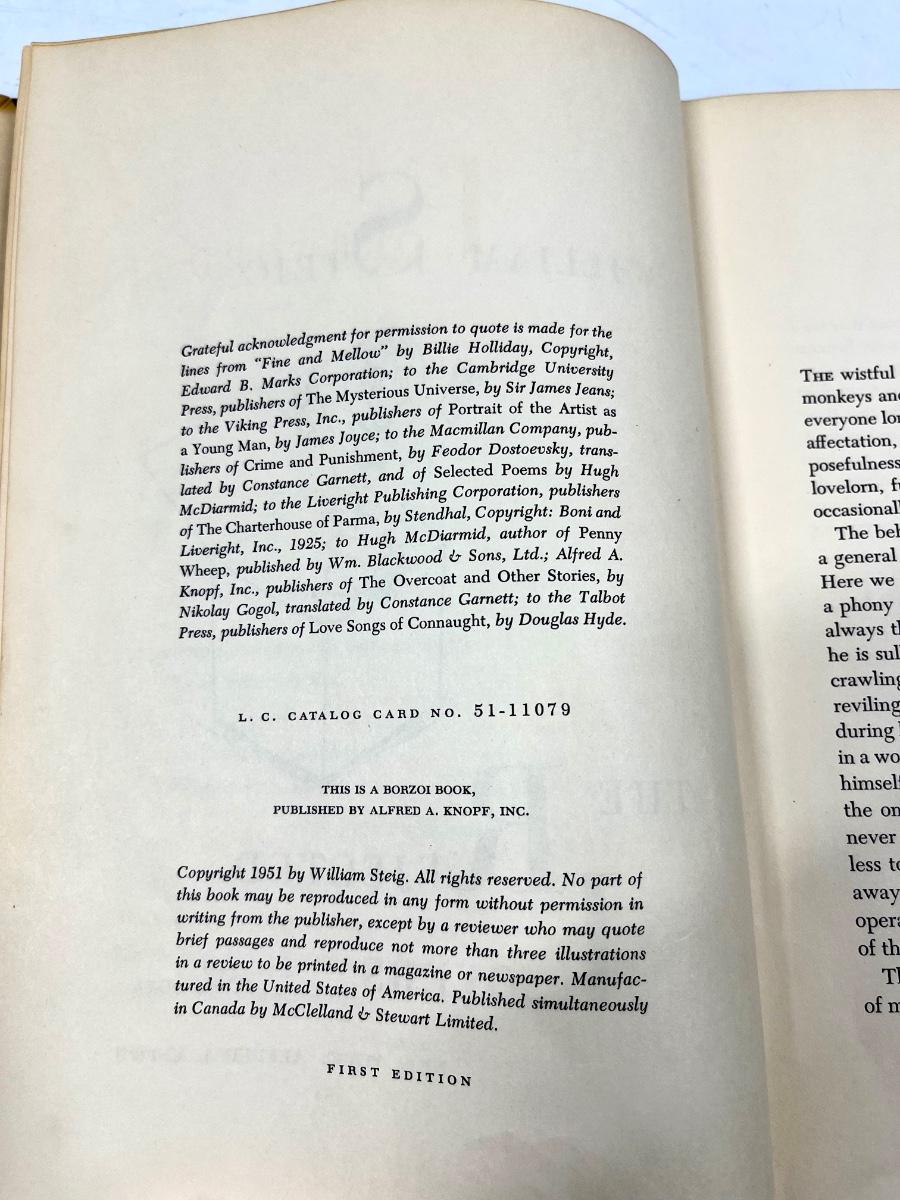 Grateful acknowledgment for permission to quote is made for the
lines from "Fine and Mellow" by Billie Holliday, Copyright,
Edward B. Marks Corporation; to the Cambridge University
Press, publishers of The Mysterious Universe, by Sir James Jeans;
to the Viking Press, Inc., publishers of Portrait of the Artist as
a Young Man, by James Joyce; to the Macmillan Company, pub-
lishers of Crime and Punishment, by Feodor Dostoevsky, trans-
lated by Constance Garnett, and of Selected Poems by Hugh
McDiarmid; to the Liveright Publishing Corporation, publishers
of The Charterhouse of Parma, by Stendhal, Copyright: Boni and
Liveright, Inc., 1925; to Hugh McDiarmid, author of Penny
Wheep, published by Wm. Blackwood & Sons, Ltd.; Alfred A.
Knopf, Inc., publishers of The Overcoat and Other Stories, by
Nikolay Gogol, translated by Constance Garnett; to the Talbot
Press, publishers of Love Songs of Connaught, by Douglas Hyde.
L. C. CATALOG CARD NO. 51-11079
THIS IS A BORZOI BOOK,
PUBLISHED BY ALFRED A. KNOPF, INC.
Copyright 1951 by William Steig. All rights reserved. No part of
this book may be reproduced in any form without permission in
writing from the publisher, except by a reviewer who may quote
brief passages and reproduce not more than three illustrations
in a review to be printed in a magazine or newspaper. Manufac-
tured in the United States of America. Published simultaneously
in Canada by McClelland & Stewart Limited.
FIRST EDITION
THE wistful
monkeys
everyone
affectation,
posefulness
lovelorn,
occasionall
The
a general
Here we
a phony
always
he is
crawling
reviling
during
in a
himself
the
never
less
away
of
of